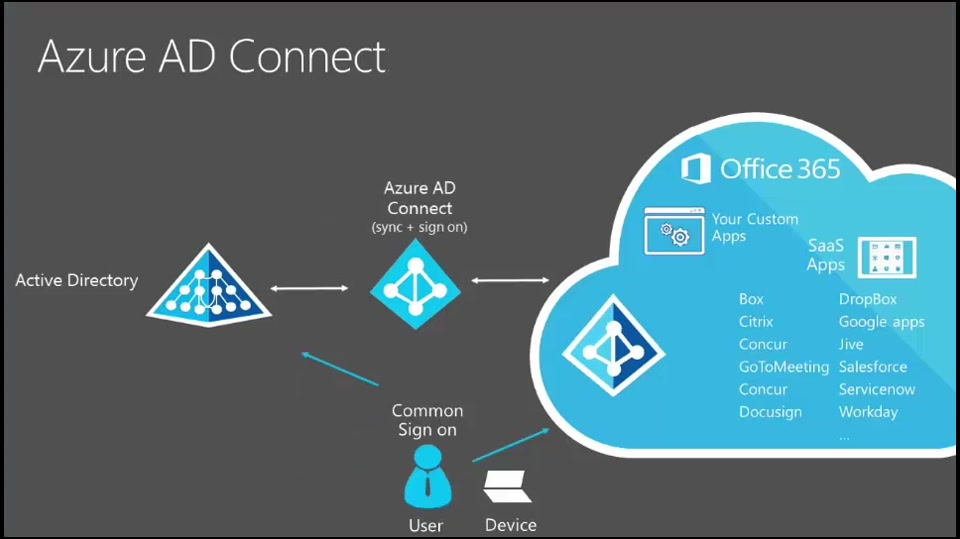 Azure AD Connect
Office 365
Azure AD
Connect
(sync + sign on)
Your Custom
Apps
SaaS
Apps
Active Directory
Box
DropBox
Citrix
Google apps
Concur
Jive
GoToMeeting
Salesforce
Concur
Servicenow
Docusign
Workday
...
Common
Sign on
User
Device